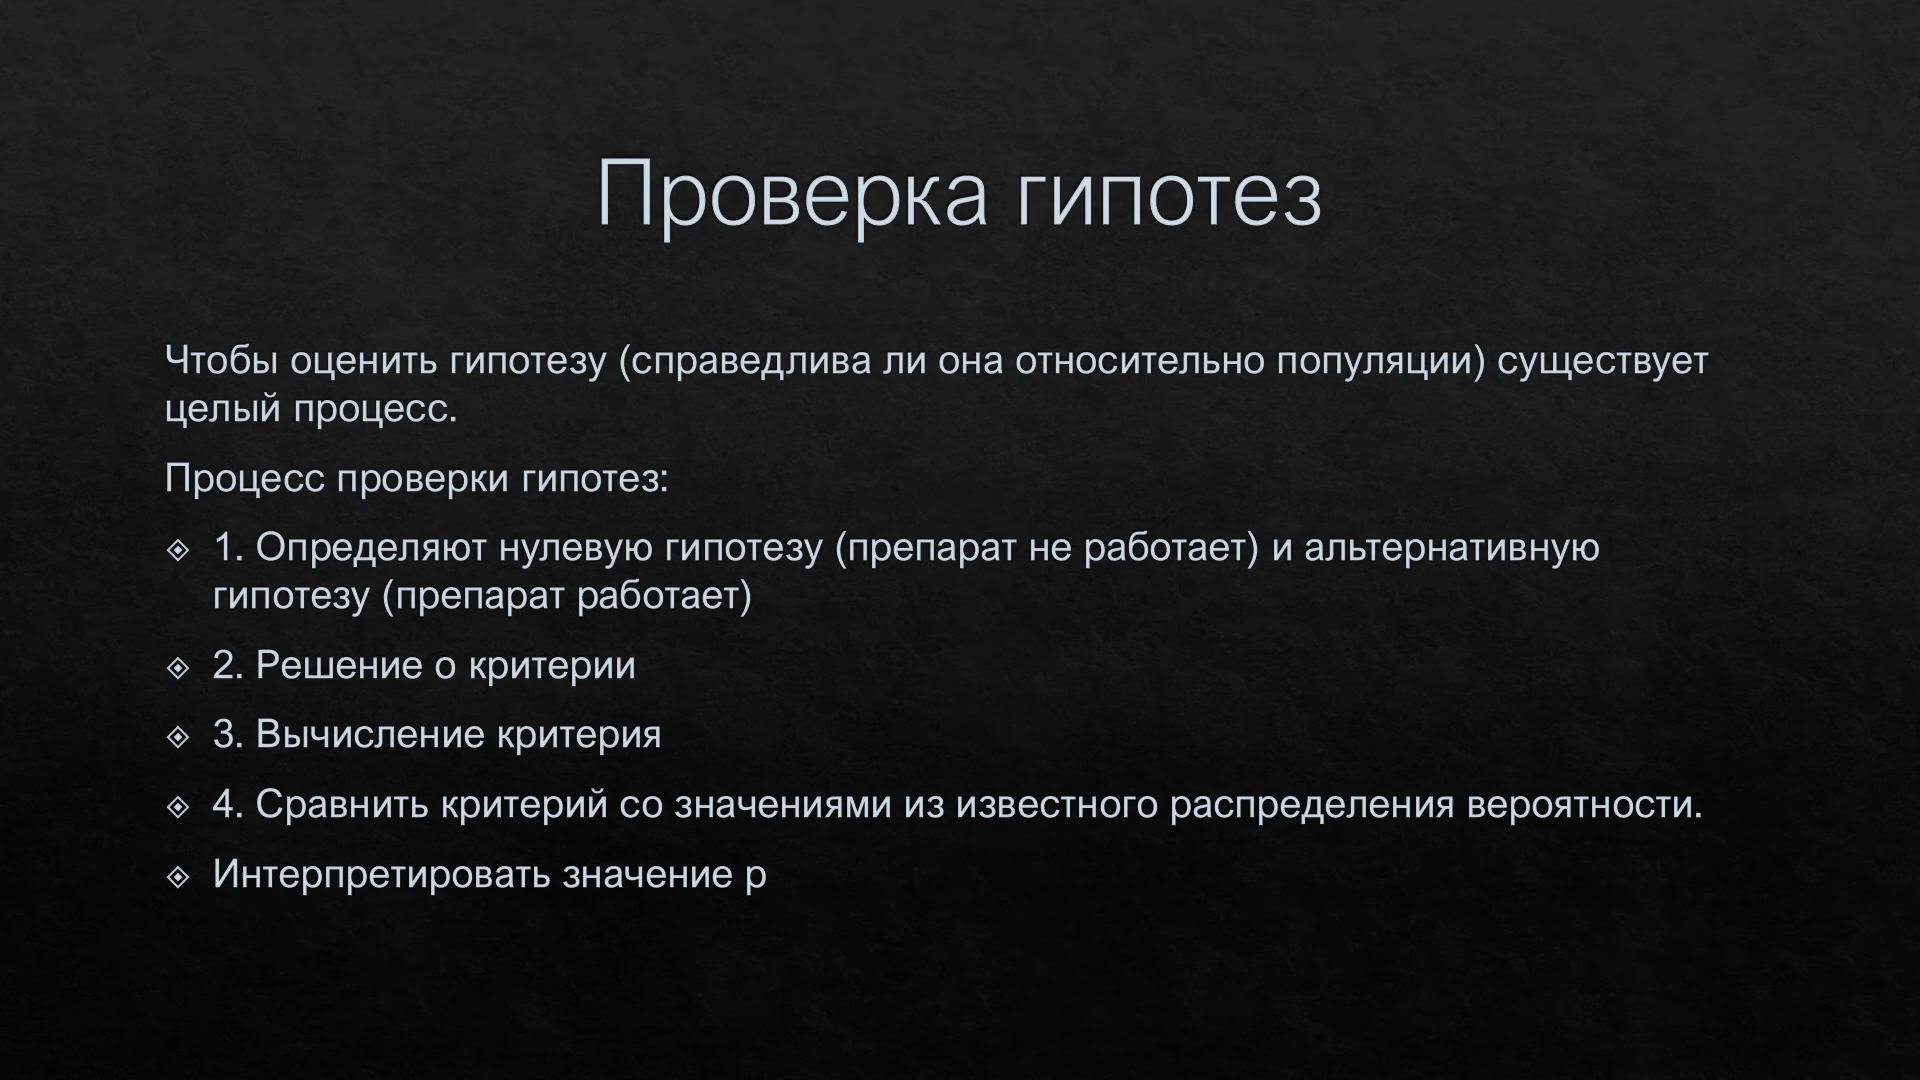 Проверка гипотез
Чтобы оценить гипотезу (справедлива ли она относительно популяции) существует
целый процесс.
Процесс проверки гипотез:
1. Определяют нулевую гипотезу (препарат не работает) и альтернативную
гипотезу (препарат работает)
2. Решение о критерии
3. Вычисление критерия
4. Сравнить критерий со значениями из известного распределения вероятности.
Интерпретировать значение р